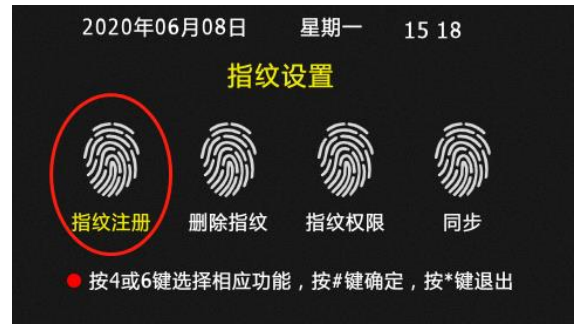 2020年06月08日 星期一 15 18
指纹设置
指纹注册 删除指纹 指纹权限 同步
按4或6键选择相应功能，按#键确定，按*键退出